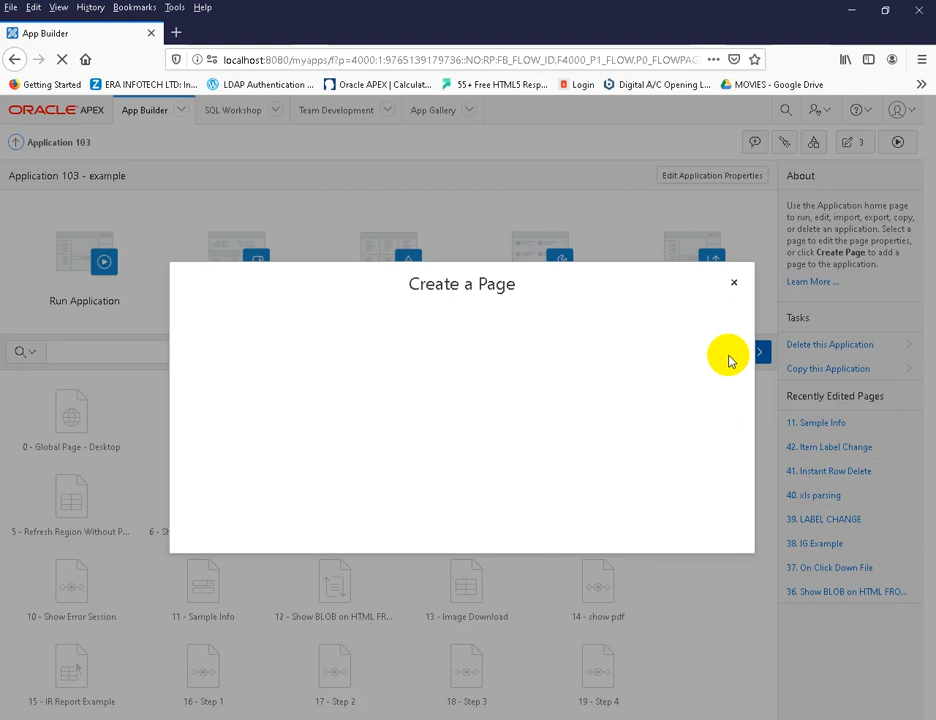 File Edit View History Bookmarks Tools Help
App Builder
localhost:8080/myapps/f?p=4000:1:9765139179736::NO:RP:FB_FLOW_ID,F4000_P1_FLOW,P0_FLOWPAG
Getting Started ERA INFOTECH LTD: In... LDAP Authentication ... Oracle APEX | Calculat... 55+ Free HTML5 Resp... Login Digital A/C Opening L... MOVIES - Google Drive
ORACLE APEX App Builder SQL Workshop Team Development App Gallery
Application 103
3
Application 103 - example
Edit Application Properties
About
Use the Application home page
to run, edit, import, export, copy,
or delete an application. Select a
page to edit the page properties,
or click Create Page to add a
page to the application.
Learn More ...
Run Application
Create a Page
Tasks
Delete this Application
Copy this Application
Recently Edited Pages
11. Sample Info
42. Item Label Change
41. Instant Row Delete
40. xls parsing
39. LABEL CHANGE
38. IG Example
37. On Click Down File
36. Show BLOB on HTML FRO...
0 - Global Page - Desktop
5 - Refresh Region Without P...
6 - Sh
10 - Show Error Session
11 - Sample Info
12 - Show BLOB on HTML FR...
13 - Image Download
14 - show pdf
15 - IR Report Example
16 - Step 1
17 - Step 2
18 - Step 3
19 - Step 4